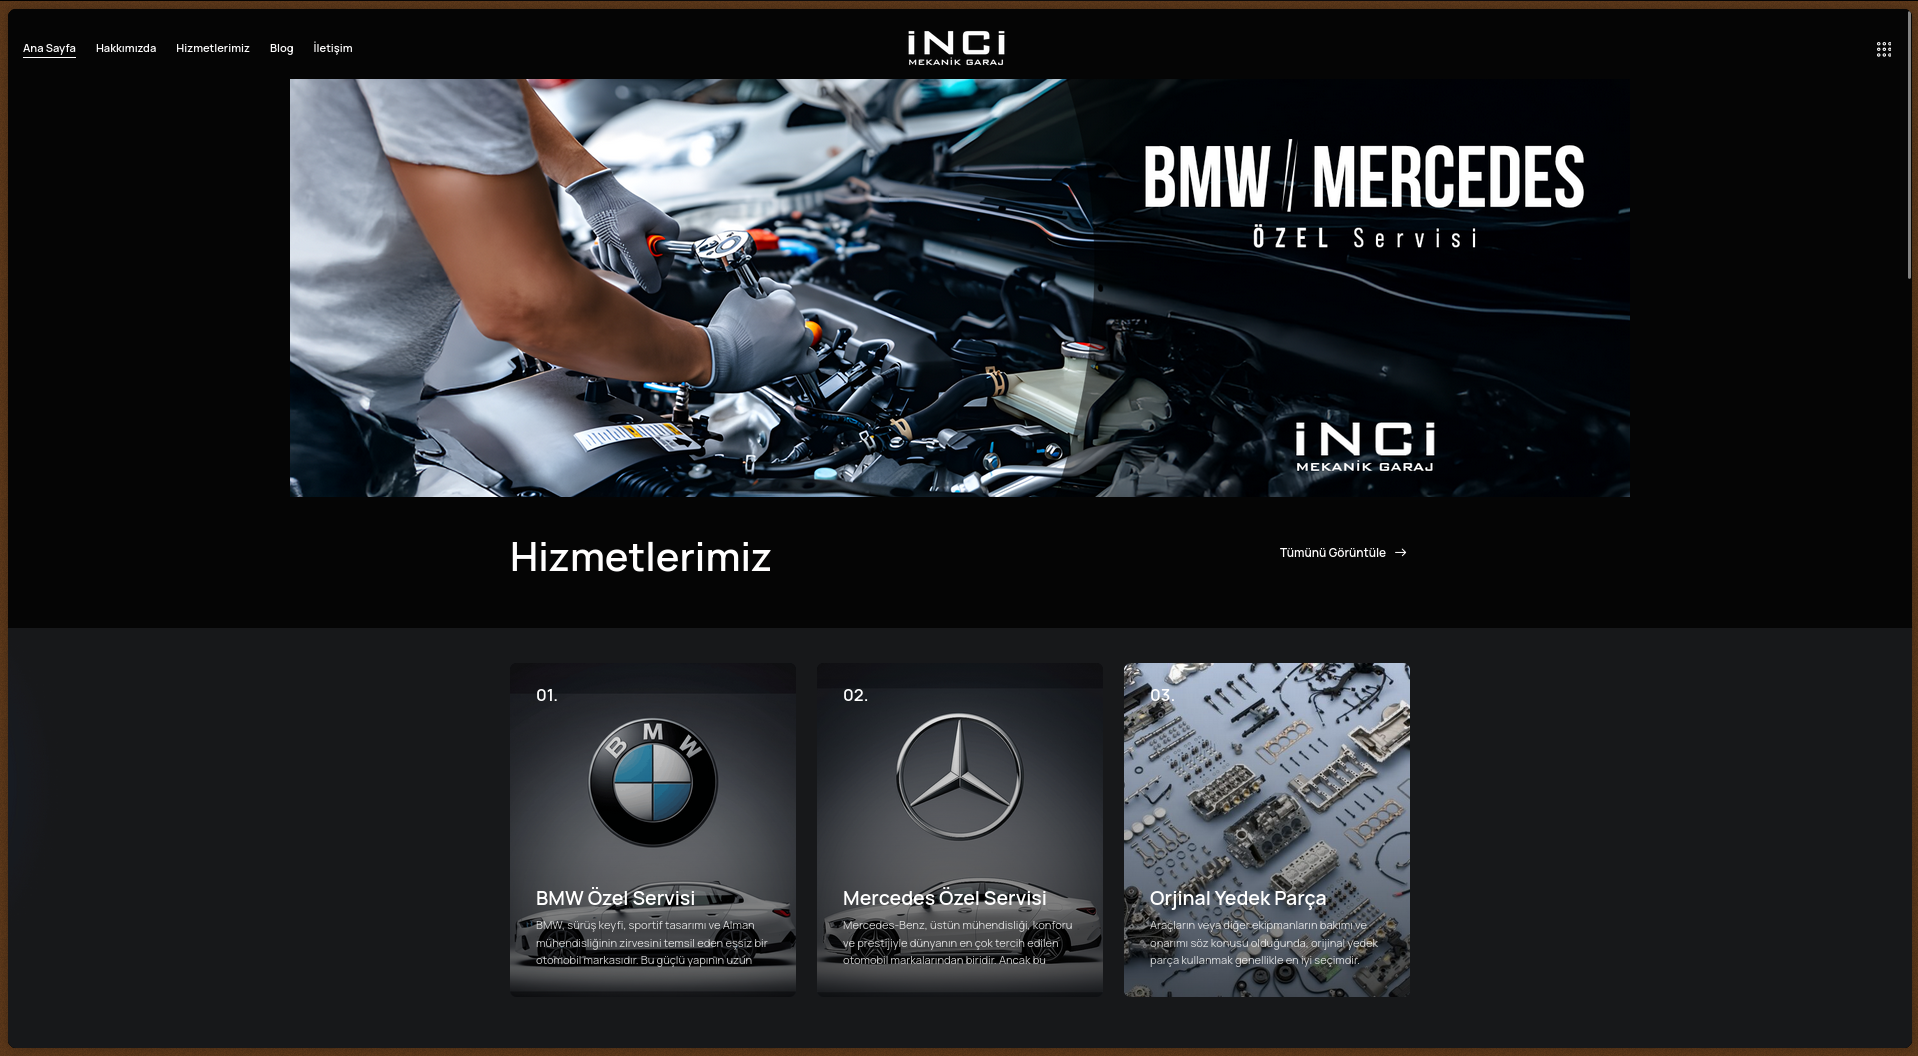 Ana Sayfa Hakkımızda Hizmetlerimiz Blog İletişim
iNCi
MEKANİK GARAJ
BMW // MERCEDES
ÖZEL Servisi
iNCi
MEKANİK GARAJ
Hizmetlerimiz
Tümünü Görüntüle →
01.
BMW
BMW Özel Servisi
BMW, sürüş keyfi, sportif tasarımı ve Alman
mühendisliğinin zirvesini temsil eden eşsiz bir
otomobil markasıdır. Bu güçlü yapının uzun
02.
Mercedes Özel Servisi
Mercedes-Benz, üstün mühendisliği, konforu
ve prestijiyle dünyanın en çok tercih edilen
otomobil markalarından biridir. Ancak bu
03.
Orjinal Yedek Parça
Araçların veya diğer ekipmanların bakımı ve
onarımı söz konusu olduğunda, orijinal yedek
parça kullanmak genellikle en iyi seçimdir.